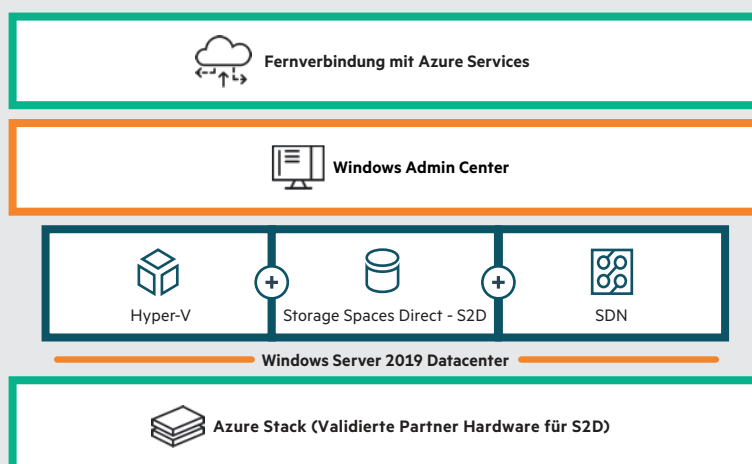 Fernverbindung mit Azure Services
Windows Admin Center
Hyper-V
Storage Spaces Direct - S2D
SDN
Windows Server 2019 Datacenter
Azure Stack (Validierte Partner Hardware für S2D)